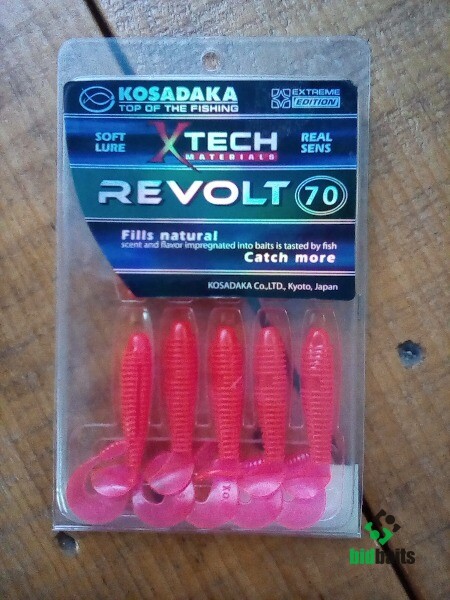 KOSADAKA
TOP OF THE FISHING
EXTREME
EDITION
SOFT
LURE
XTECH
MATERIALS
REAL
SENS
REVOLT 70
Fills natural
scent and flavor impregnated into baits is tasted by fish
Catch more
KOSADAKA Co.,LTD., Kyoto, Japan
bidbaits